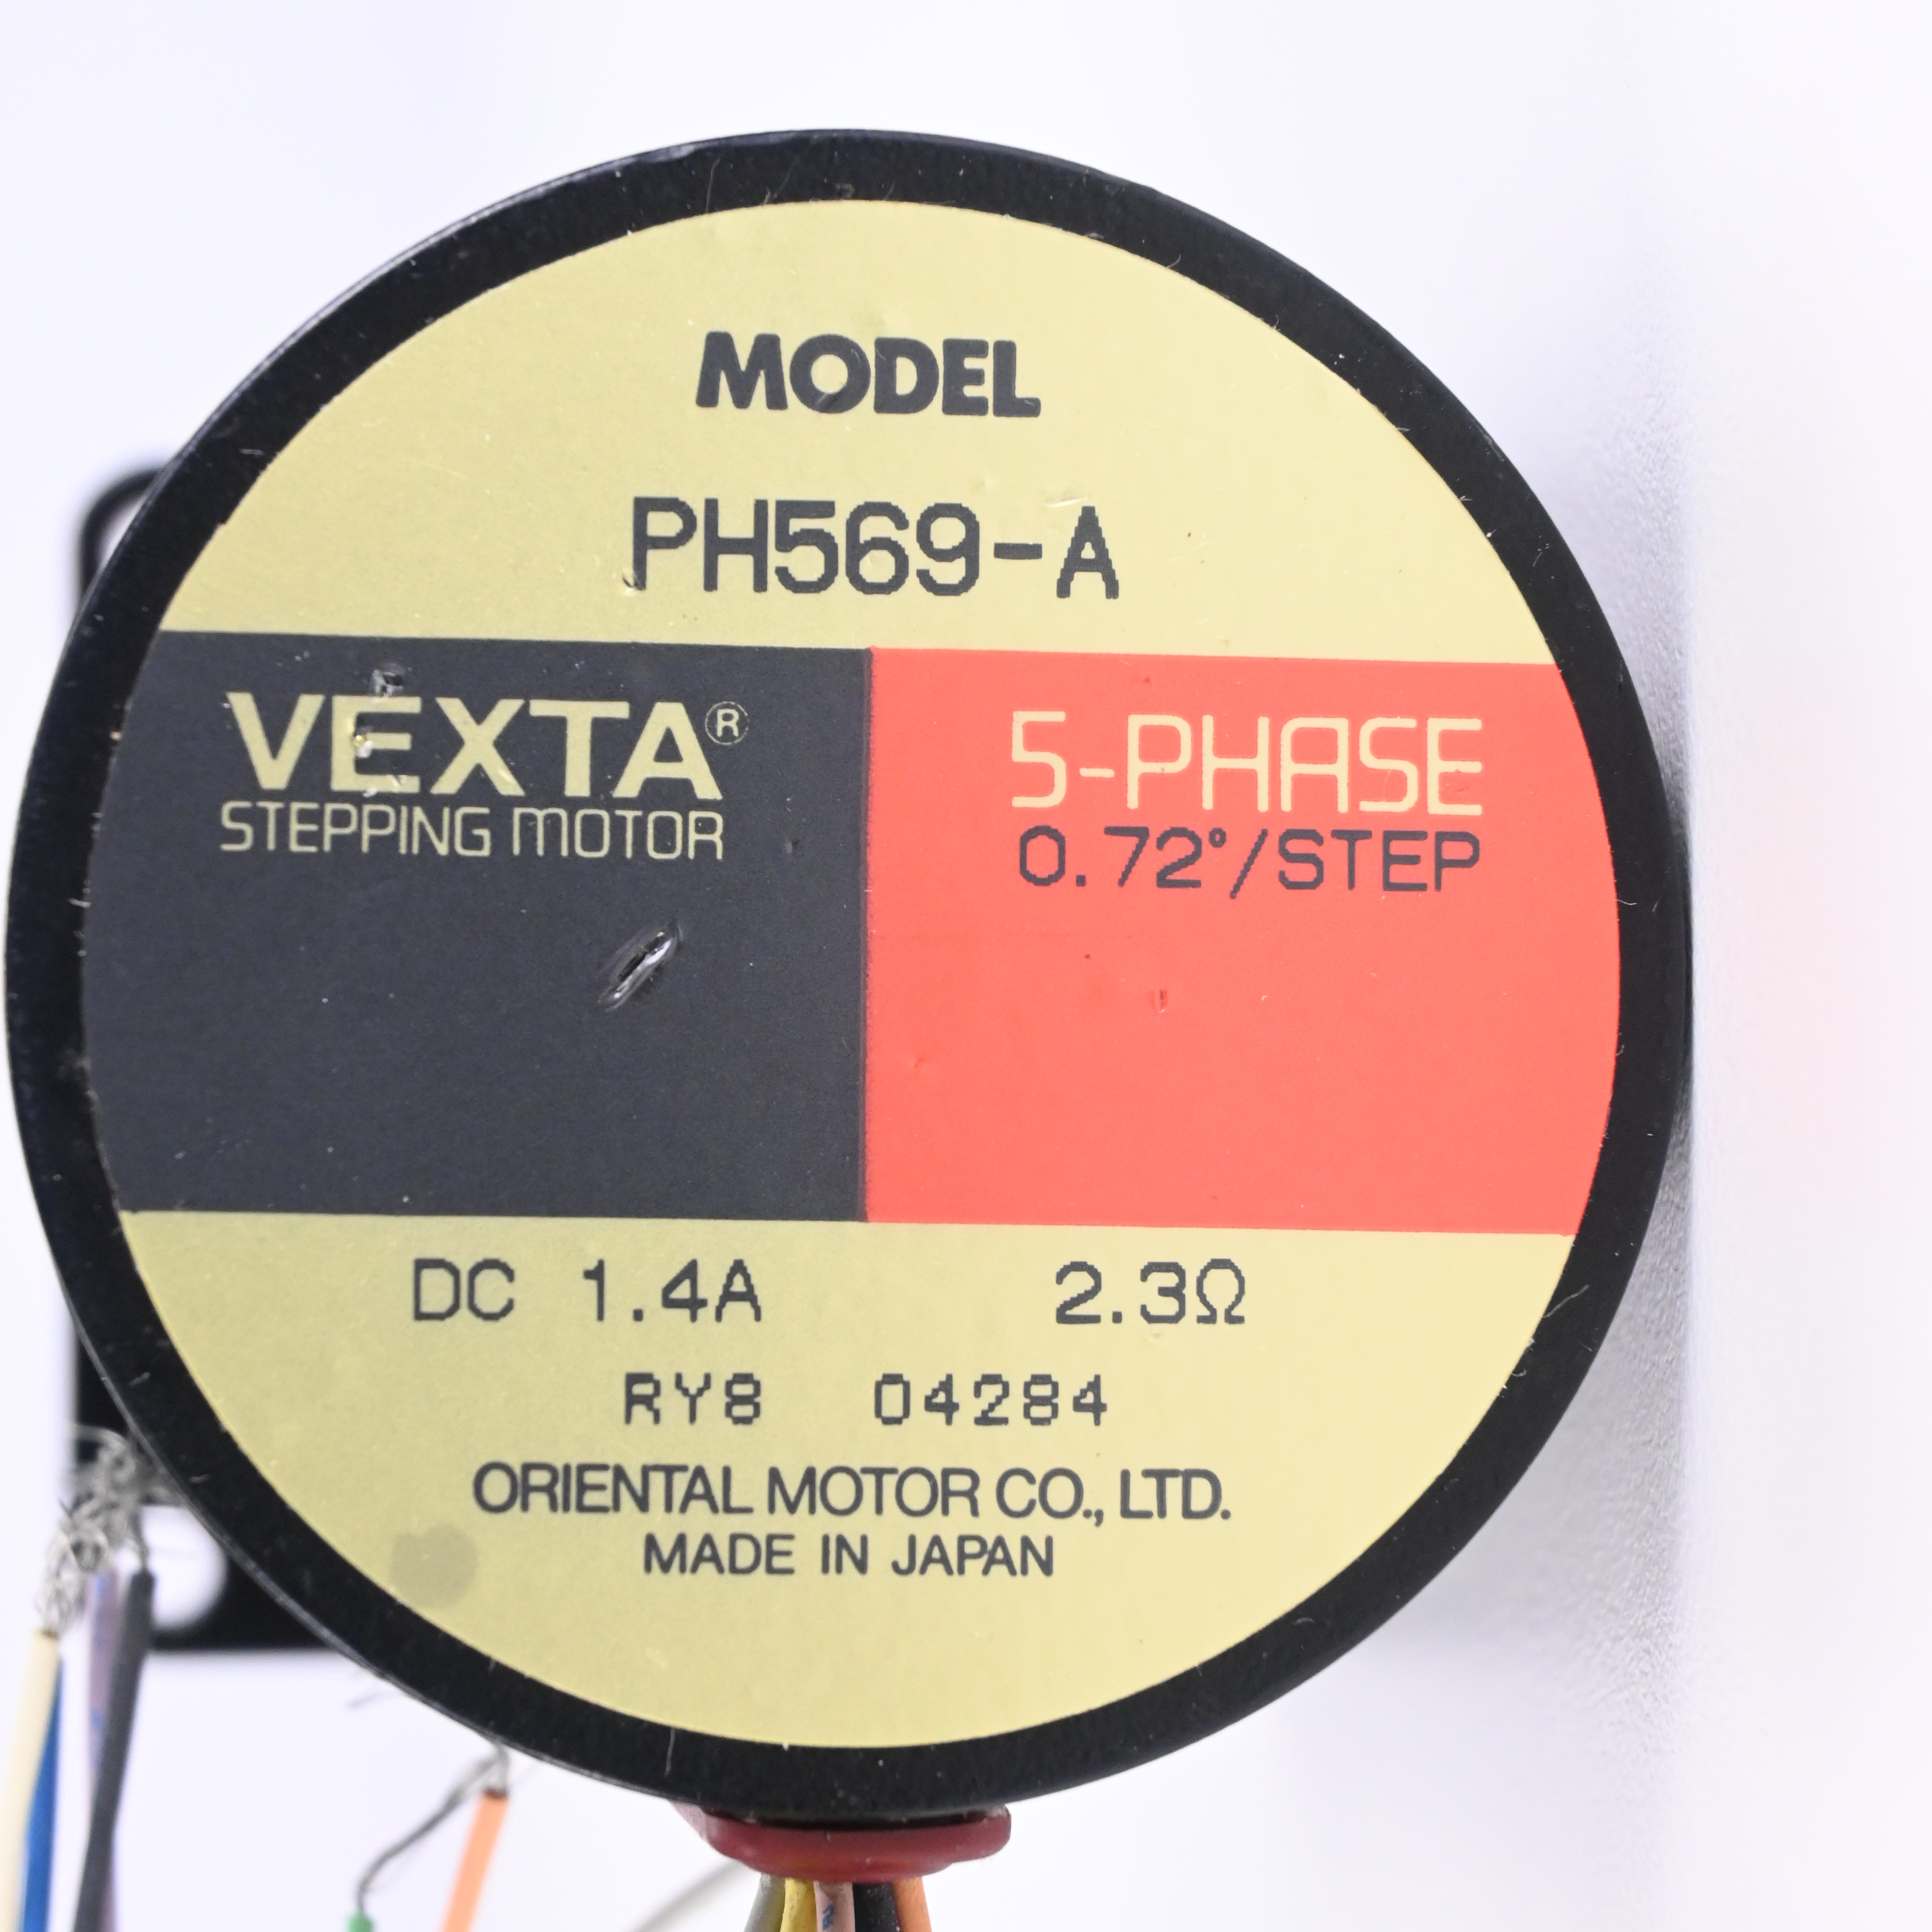 MODEL
PH569-A
VEXTA®
STEPPING MOTOR
5-PHASE
0.72°/STEP
DC 1.4A 2.3Ω
RY8 04284
ORIENTAL MOTOR CO., LTD.
MADE IN JAPAN